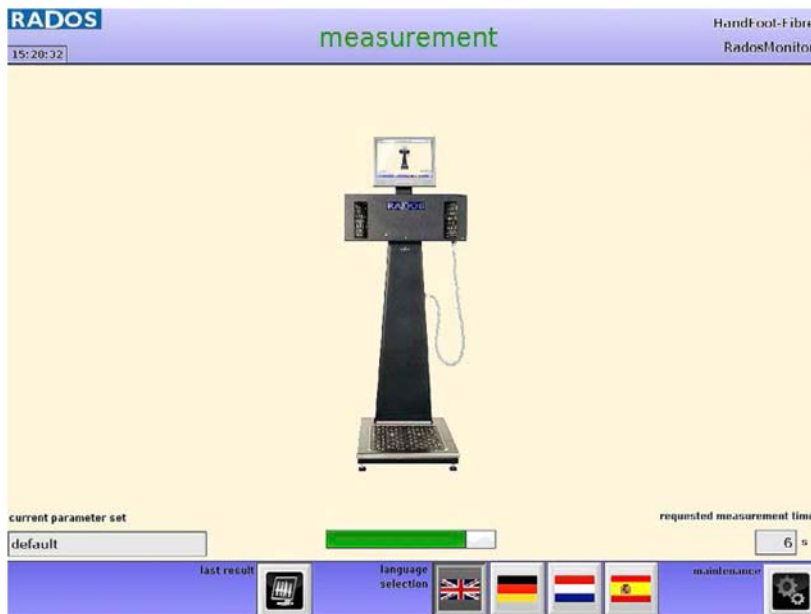 RADOS
15:20:32
measurement
HandFoot-Fibre
RadosMonitor
RADOS
current parameter set
default
requested measurement time
6 s
last result
language
selection
maintenance